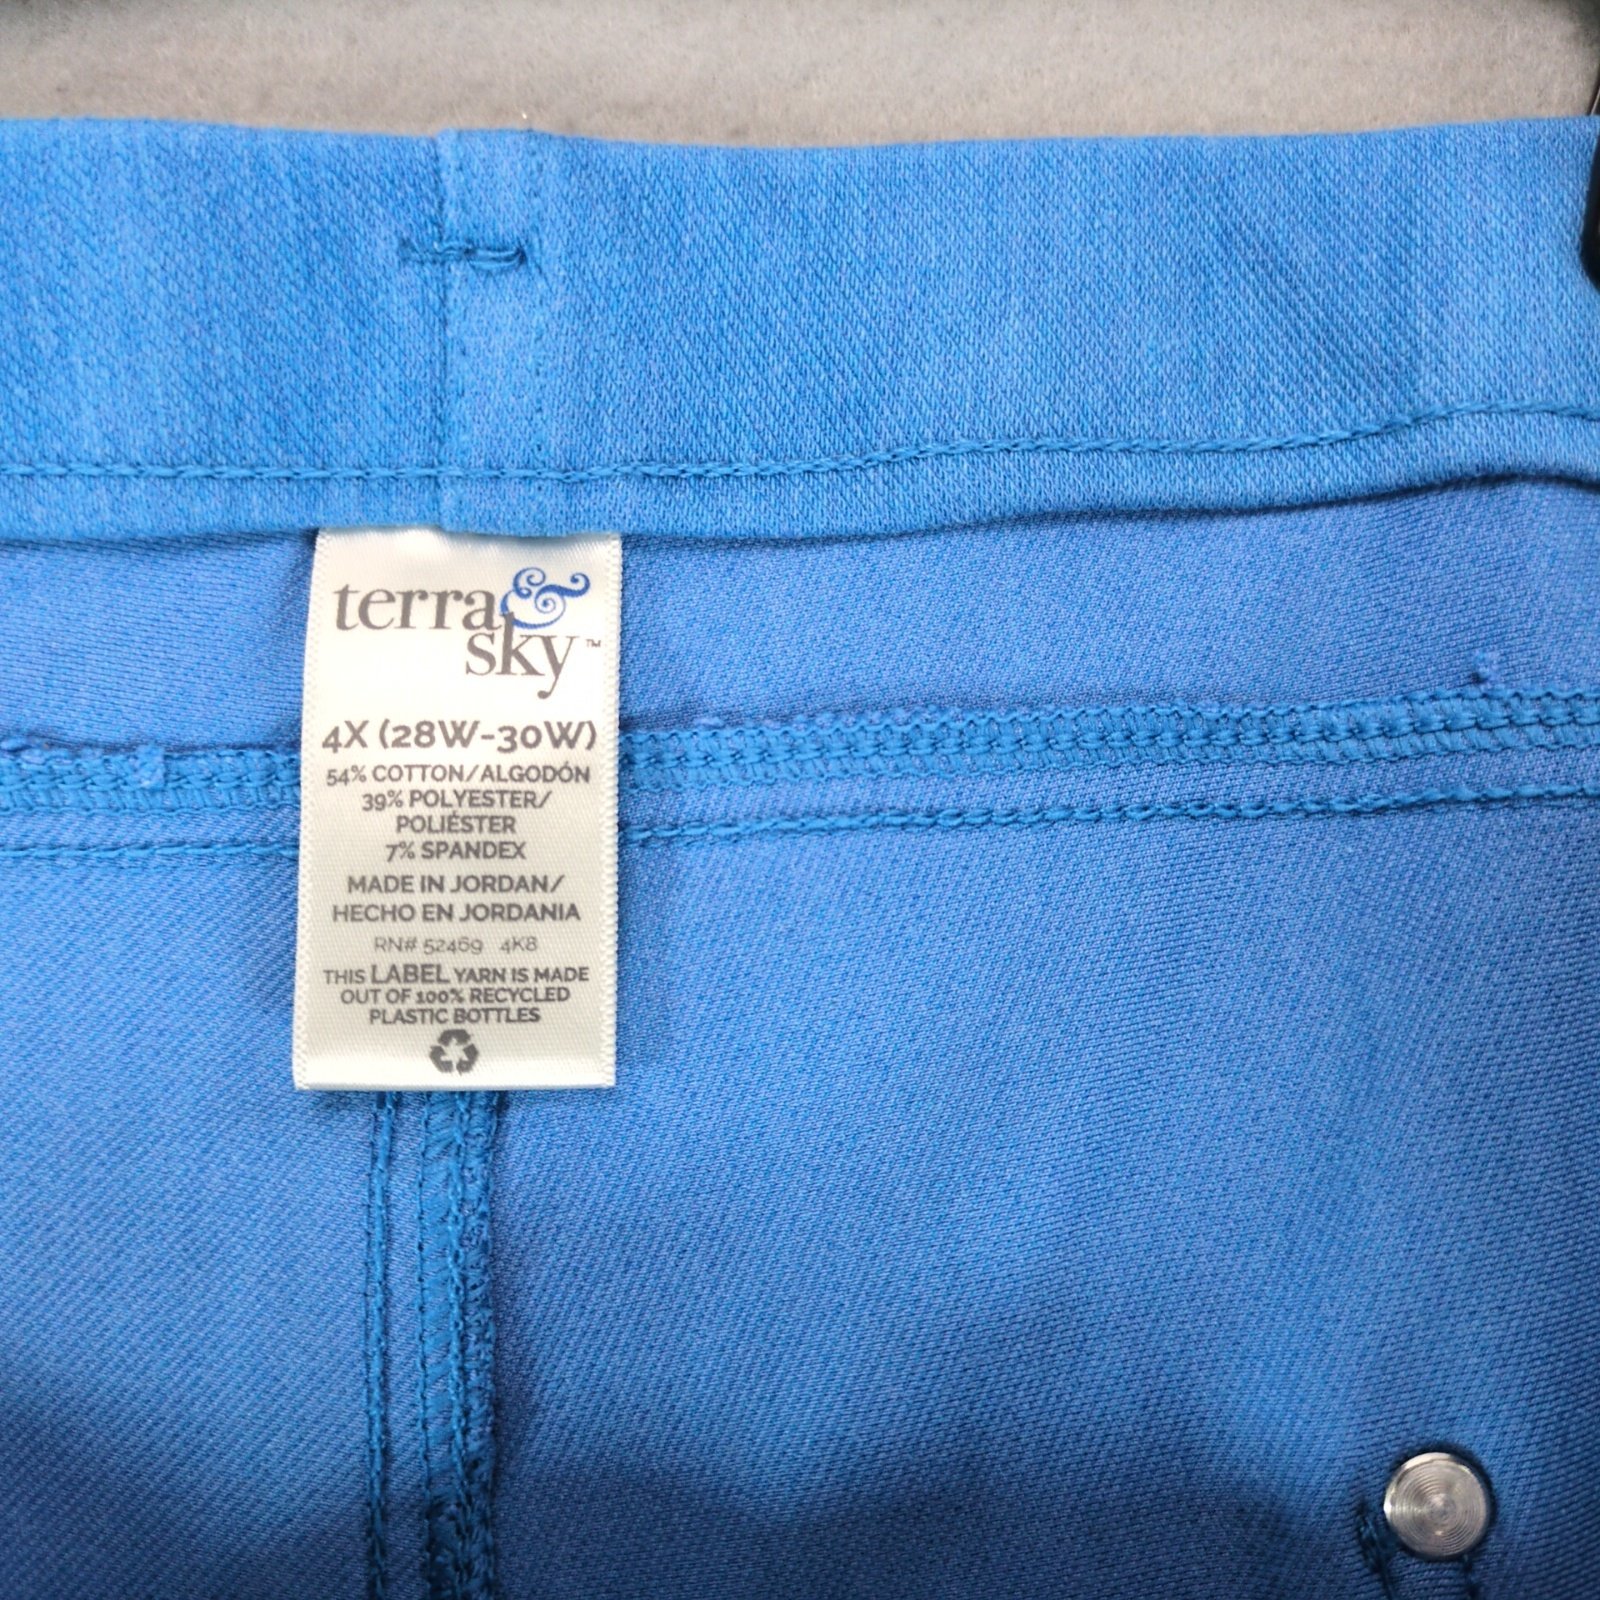 terra &
sky™
4X (28W-30W)
54% COTTON/ALGODÓN
39% POLYESTER/
POLIÉSTER
7% SPANDEX
MADE IN JORDAN/
HECHO EN JORDANIA
RN# 52469 4K8
THIS LABEL YARN IS MADE
OUT OF 100% RECYCLED
PLASTIC BOTTLES